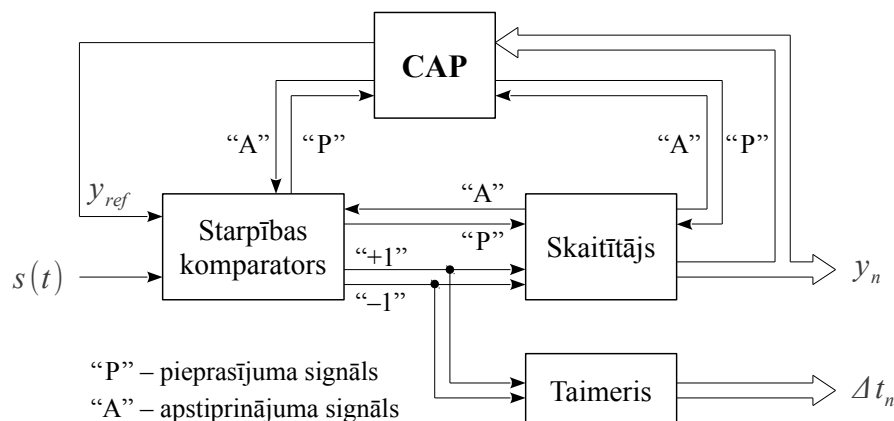 CAP
“A”
“P”
“A”
“P”
y_ref
“A”
Starpības
komparators
“P”
Skaitītājs
“+1”
s(t)
“–1”
y_n
“P” – pieprasījuma signāls
“A” – apstiprinājuma signāls
Taimeris
Δt_n